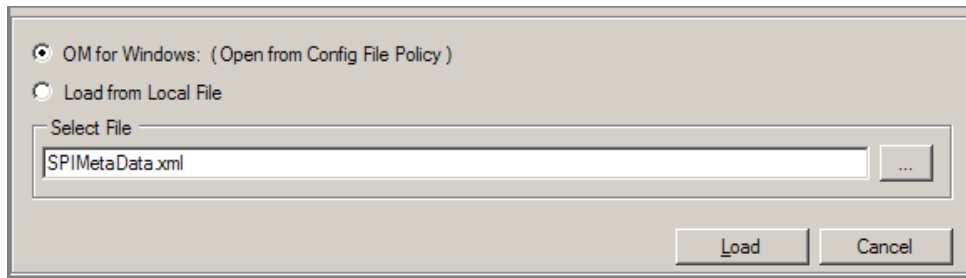 OM for Windows: ( Open from Config File Policy )
Load from Local File
Select File
SPIMetaData.xml
...
Load Cancel